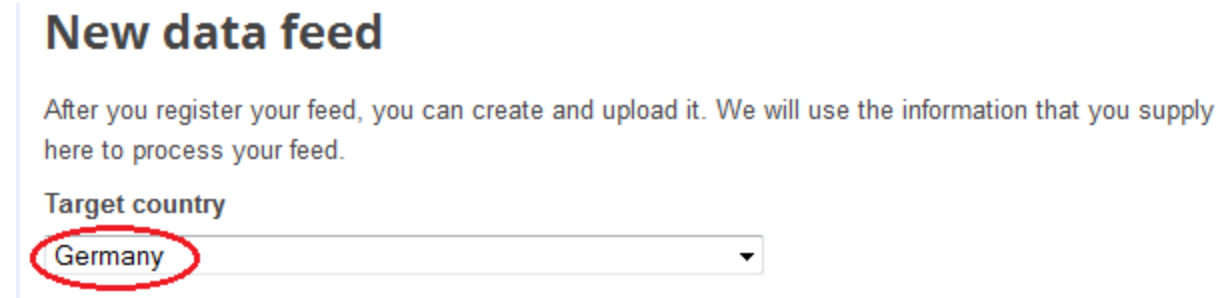 New data feed
After you register your feed, you can create and upload it. We will use the information that you supply
here to process your feed.
Target country
Germany